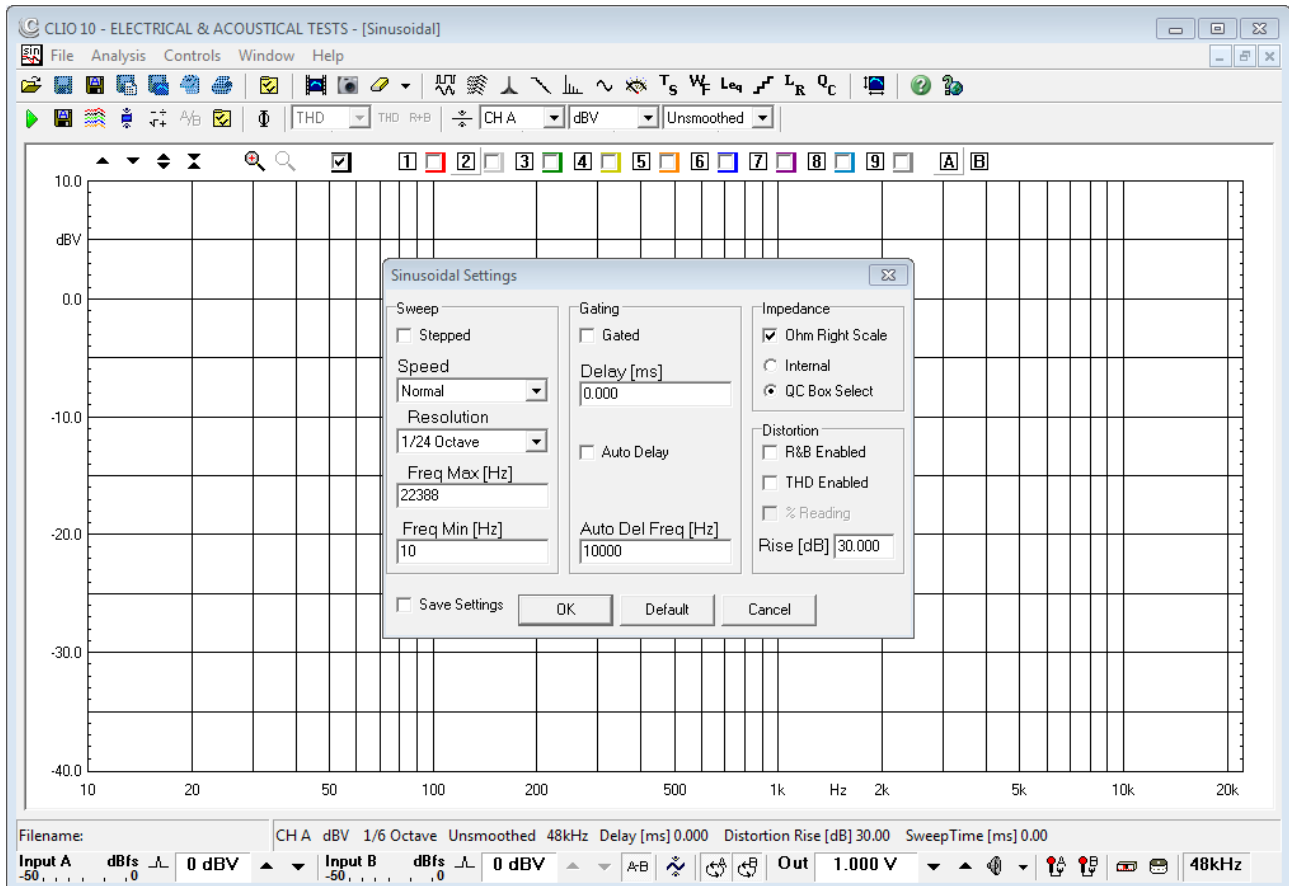 CLIO 10 - ELECTRICAL & ACOUSTICAL TESTS - [Sinusoidal]
File Analysis Controls Window Help
TS WF Leq LR QC
A/B Φ THD THD R+B CH A dBV Unsmoothed
1 2 3 4 5 6 7 8 9 A B
10.0
dBV
0.0
-10.0
-20.0
-30.0
-40.0
10 20 50 100 200 500 1k Hz 2k 5k 10k 20k
Sinusoidal Settings
Sweep
Stepped
Speed
Normal
Resolution
1/24 Octave
Freq Max [Hz]
22388
Freq Min [Hz]
10
Gating
Gated
Delay [ms]
0.000
Auto Delay
Auto Del Freq [Hz]
10000
Impedance
Ohm Right Scale
Internal
QC Box Select
Distortion
R&B Enabled
THD Enabled
% Reading
Rise [dB] 30.000
Save Settings OK Default Cancel
Filename: CH A dBV 1/6 Octave Unsmoothed 48kHz Delay [ms] 0.000 Distortion Rise [dB] 30.00 SweepTime [ms] 0.00
Input A dBfs 0 dBV Input B dBfs 0 dBV A-B A B Out 1.000 V A B 48kHz
-50 0 -50 0